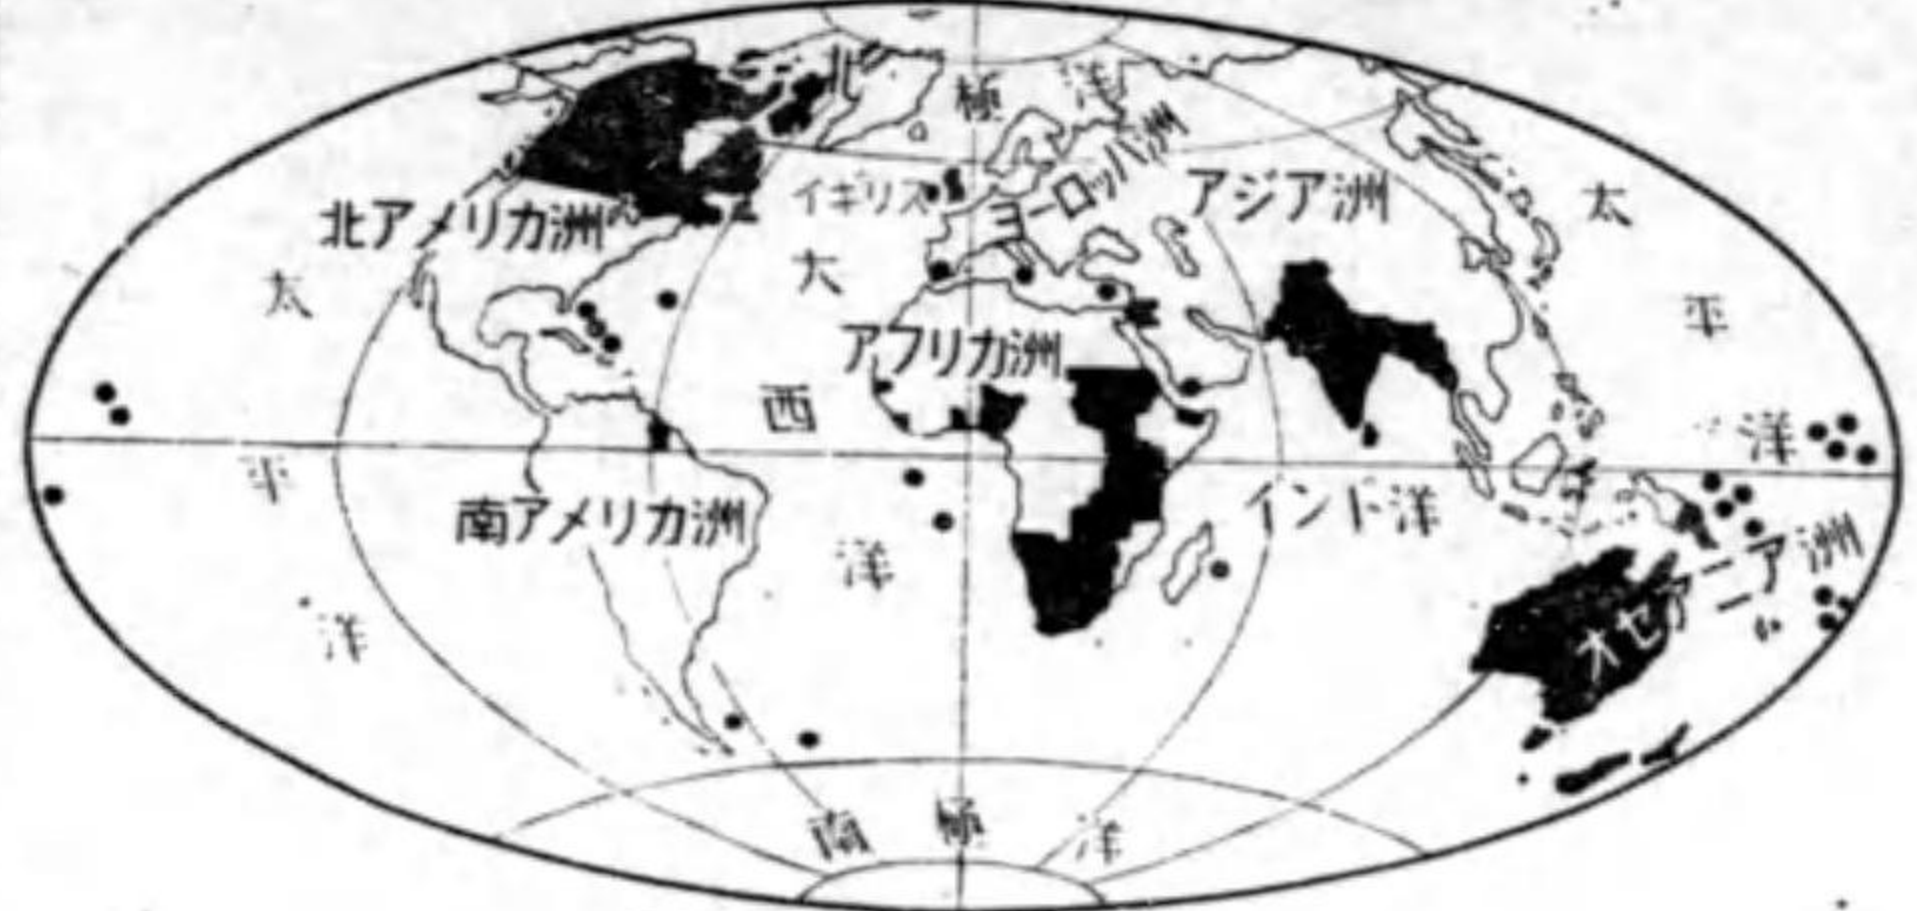 北極洋
ヨーロッパ洲
イギリス
アジア洲
北アメリカ洲
太平洋
大西洋
アフリカ洲
太平洋
南アメリカ洲
インド洋
オセアニア洲
南極洋